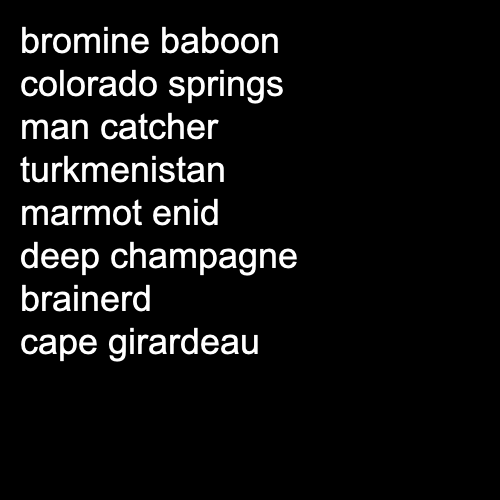 bromine baboon
colorado springs
man catcher
turkmenistan
marmot enid
deep champagne
brainerd
cape girardeau